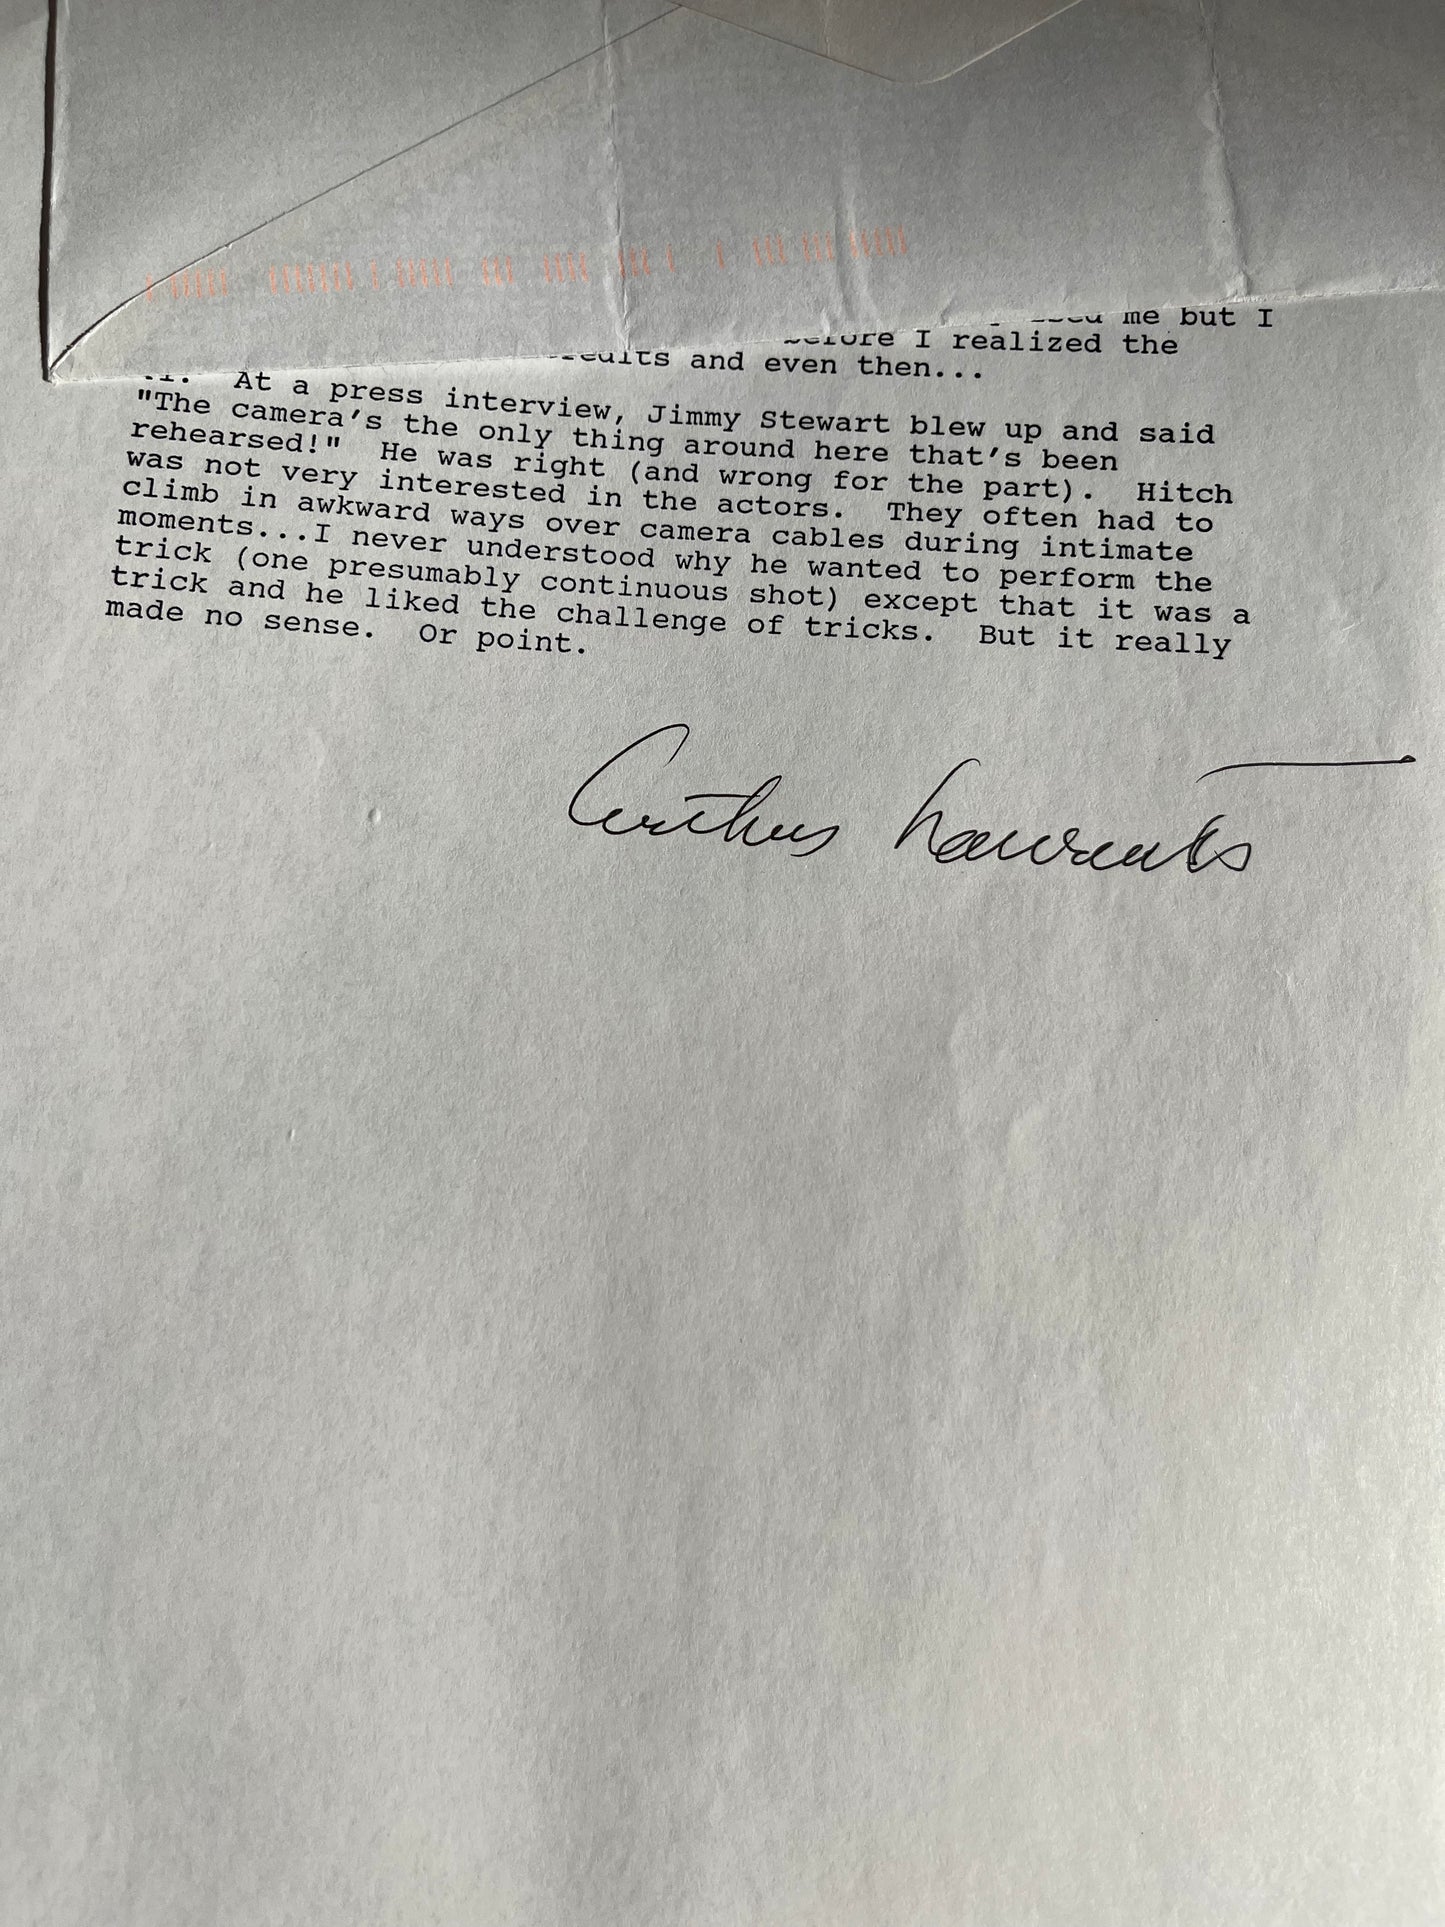 me but I
before I realized the
and even then...
At a press interview, Jimmy Stewart blew up and said
"The camera's the only thing around here that's been
rehearsed!"  He was right (and wrong for the part).  Hitch
was not very interested in the actors.  They often had to
climb in awkward ways over camera cables during intimate
moments...I never understood why he wanted to perform the
trick (one presumably continuous shot) except that it was a
trick and he liked the challenge of tricks.  But it really
made no sense.  Or point.
Arthur Laurents